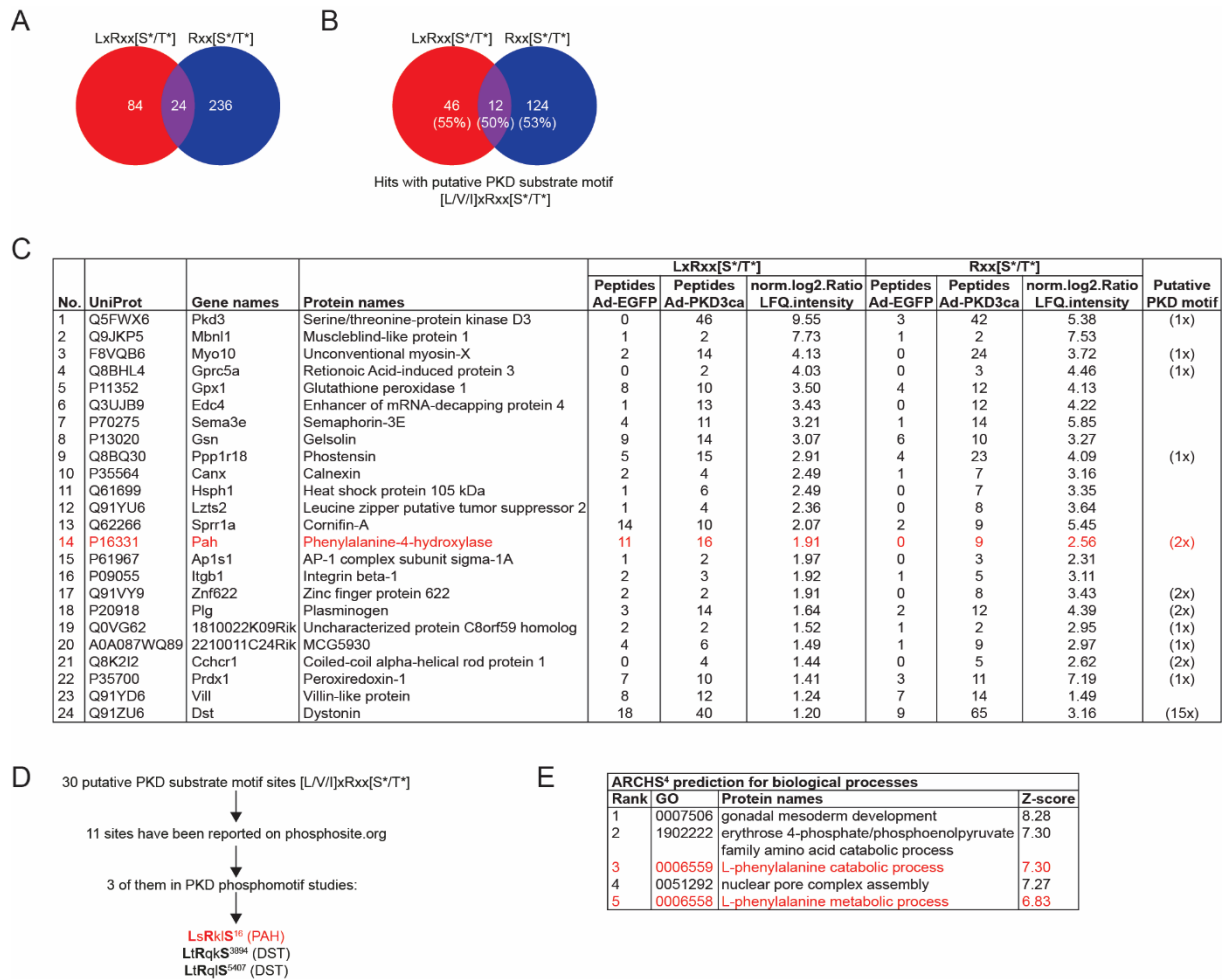 A
LxRxx[S*/T*] Rxx[S*/T*]
84 24 236
B
LxRxx[S*/T*] Rxx[S*/T*]
46 12 124
(55%) (50%) (53%)
Hits with putative PKD substrate motif
[L/V/I]xRxx[S*/T*]
C
LxRxx[S*/T*] Rxx[S*/T*]
Peptides Peptides norm.log2.Ratio Peptides Peptides norm.log2.Ratio Putative
No. UniProt Gene names Protein names Ad-EGFP Ad-PKD3ca LFQ.intensity Ad-EGFP Ad-PKD3ca LFQ.intensity PKD motif
1 Q5FWX6 Pkd3 Serine/threonine-protein kinase D3 0 46 9.55 3 42 5.38 (1x)
2 Q9JKP5 Mbnl1 Muscleblind-like protein 1 1 2 7.73 1 2 7.53
3 F8VQB6 Myo10 Unconventional myosin-X 2 14 4.13 0 24 3.72 (1x)
4 Q8BHL4 Gprc5a Retionoic Acid-induced protein 3 0 2 4.03 0 3 4.46 (1x)
5 P11352 Gpx1 Glutathione peroxidase 1 8 10 3.50 4 12 4.13
6 Q3UJB9 Edc4 Enhancer of mRNA-decapping protein 4 1 13 3.43 0 12 4.22
7 P70275 Sema3e Semaphorin-3E 4 11 3.21 1 14 5.85
8 P13020 Gsn Gelsolin 9 14 3.07 6 10 3.27
9 Q8BQ30 Ppp1r18 Phostensin 5 15 2.91 4 23 4.09 (1x)
10 P35564 Canx Calnexin 2 4 2.49 1 7 3.16
11 Q61699 Hsph1 Heat shock protein 105 kDa 1 6 2.49 0 7 3.35
12 Q91YU6 Lzts2 Leucine zipper putative tumor suppressor 2 1 4 2.36 0 8 3.64
13 Q62266 Sprr1a Cornifin-A 14 10 2.07 2 9 5.45
14 P16331 Pah Phenylalanine-4-hydroxylase 11 16 1.91 0 9 2.56 (2x)
15 P61967 Ap1s1 AP-1 complex subunit sigma-1A 1 2 1.97 0 3 2.31
16 P09055 Itgb1 Integrin beta-1 2 3 1.92 1 5 3.11
17 Q91VY9 Znf622 Zinc finger protein 622 2 2 1.91 0 8 3.43 (2x)
18 P20918 Plg Plasminogen 3 14 1.64 2 12 4.39 (2x)
19 Q0VG62 1810022K09Rik Uncharacterized protein C8orf59 homolog 2 2 1.52 1 2 2.95 (1x)
20 A0A087WQ89 2210011C24Rik MCG5930 4 6 1.49 1 9 2.97 (1x)
21 Q8K2I2 Cchcr1 Coiled-coil alpha-helical rod protein 1 0 4 1.44 0 5 2.62 (2x)
22 P35700 Prdx1 Peroxiredoxin-1 7 10 1.41 3 11 7.19 (1x)
23 Q91YD6 Vill Villin-like protein 8 12 1.24 7 14 1.49
24 Q91ZU6 Dst Dystonin 18 40 1.20 9 65 3.16 (15x)
D
30 putative PKD substrate motif sites [L/V/I]xRxx[S*/T*]
11 sites have been reported on phosphosite.org
3 of them in PKD phosphomotif studies:
LsRklS16 (PAH)
LtRqkS3894 (DST)
LtRqlS5407 (DST)
E
ARCHS4 prediction for biological processes
Rank GO Protein names Z-score
1 0007506 gonadal mesoderm development 8.28
2 1902222 erythrose 4-phosphate/phosphoenolpyruvate 7.30
family amino acid catabolic process
3 0006559 L-phenylalanine catabolic process 7.30
4 0051292 nuclear pore complex assembly 7.27
5 0006558 L-phenylalanine metabolic process 6.83